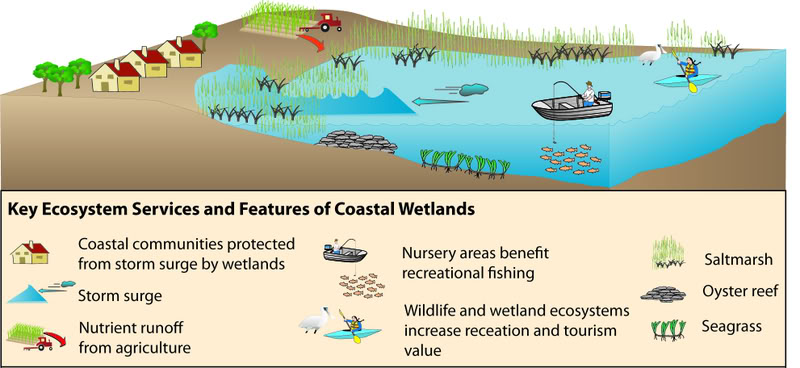 Key Ecosystem Services and Features of Coastal Wetlands
Coastal communities protected
from storm surge by wetlands
Storm surge
Nutrient runoff
from agriculture
Nursery areas benefit
recreational fishing
Wildlife and wetland ecosystems
increase receation and tourism
value
Saltmarsh
Oyster reef
Seagrass